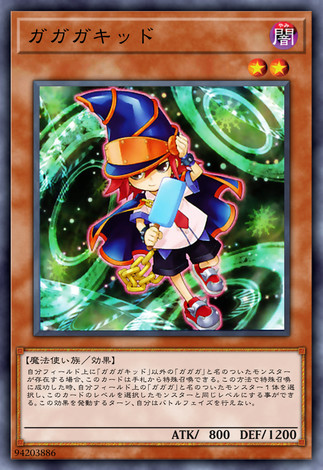 ガガガキッド
やみ
闇
【魔法使い族／効果】
自分フィールド上に「ガガガキッド」以外の「ガガガ」と名のついたモンスター
が存在する場合、このカードは手札から特殊召喚できる。この方法で特殊召喚
に成功した時、自分フィールド上の「ガガガ」と名のついたモンスター１体を選
択し、このカードのレベルを選択したモンスターと同じレベルにする事ができ
る。この効果を発動するターン、自分はバトルフェイズを行えない。
ATK/ 800 DEF/1200
94203886